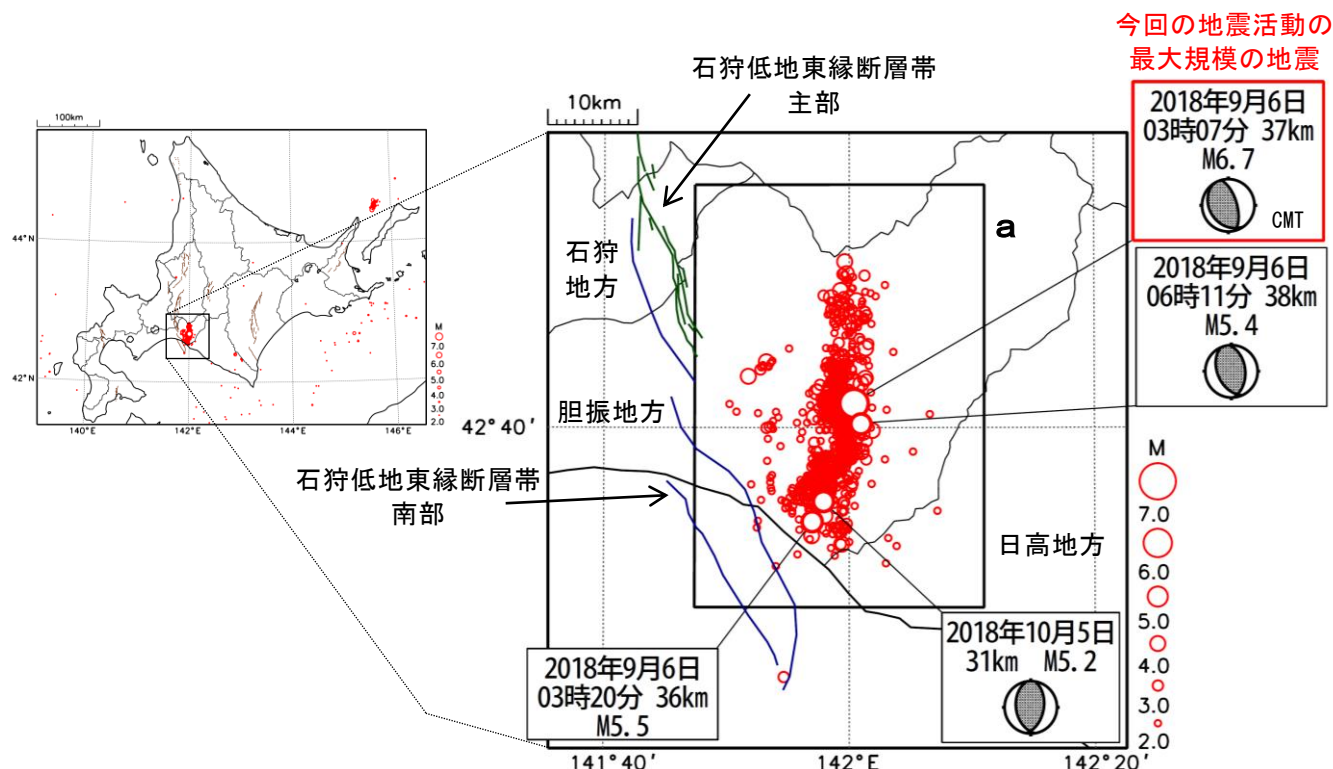 今回の地震活動の
最大規模の地震
2018年9月6日
03時07分 37km
M6.7
CMT
2018年9月6日
06時11分 38km
M5.4
石狩低地東縁断層帯
主部
10km
100km
44°N
42°N
140°E
142°E
144°E
146°E
M
7.0
6.0
5.0
4.0
3.0
2.0
a
石狩
地方
胆振地方
42°40′
石狩低地東縁断層帯
南部
日高地方
M
7.0
6.0
5.0
4.0
3.0
2.0
2018年10月5日
31km M5.2
2018年9月6日
03時20分 36km
M5.5
141°40′
142°E
142°20′